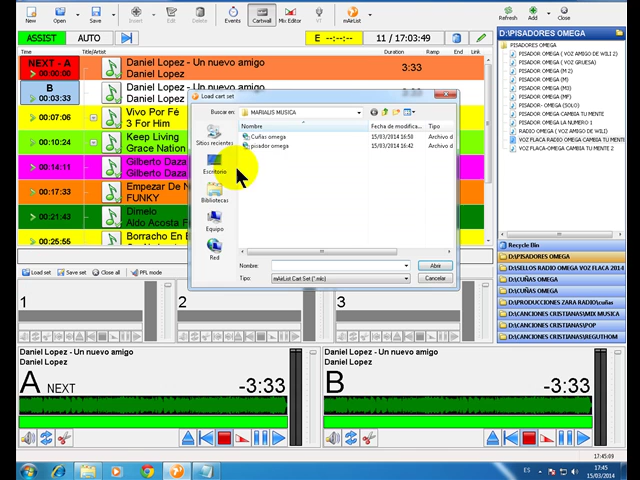 New
Open
Save
Insert
Edit
Delete
Events
Cartwall
Mix Editor
YT
mAirList
Refresh
Add
Close
ASSIST
AUTO
E --:--:--
11 / 17:03:49
D:\PISADORES OMEGA
Time
Title/Artist
Duration
Ramp
Hook
Link
NEXT - A
00:00:00
Daniel Lopez - Un nuevo amigo
Daniel Lopez
3:33
B
00:03:33
Daniel Lopez - Un nuevo amigo
Daniel Lopez
00:07:06
Vivo Por Fé
3 For Him
00:10:24
Keep Living
Grace Nation
00:14:11
Gilberto Daza
Gilberto Daza
00:17:33
Empezar De N
FUNKY
00:21:43
Dimelo
Aldo Acosta F
00:25:55
Borracho En E
PISADORES OMEGA
PISADOR OMEGA ( VOZ AMIGO DE WILI 2)
PISADOR OMEGA ( VOZ GRUESA)
PISADOR OMEGA (M 2)
PISADOR OMEGA (M)
PISADOR OMEGA (M3)
PISADOR OMEGA (MF)
PISADOR- OMEGA (SOLO)
PISADOR OMEGA CAMBIA TU MENTE
PISADOR OMEGA LA NUMERO 1
RADIO OMEGA ( VOZ AMIGO DE WILI)
VOZ FLACA RADIO OMEGA CAMBIA TU MENTE
VOZ FLACA-OMEGA CAMBIA TU MENTE 2
Recycle Bin
D:\PISADORES OMEGA
D:\SELLOS RADIO OMEGA VOZ FLACA 2014
D:\CUÑAS OMEGA
D:\CUÑAS OMEGA
D:\PRODUCCIONES ZARA RADIO\cuñas
D:\CANCIONES CRISTIANAS\MIX MUSICA
D:\CANCIONES CRISTIANAS\POP
D:\CANCIONES CRISTIANAS\REGUTHOM
Load cart set
Buscar en:
MARIALIS MUSICA
Nombre
Fecha de modifica...
Tipo
Cuñas omega
15/03/2014 16:58
Archivo d
pisador omega
15/03/2014 16:42
Archivo d
Sitios recientes
Escritorio
Bibliotecas
Equipo
Red
Nombre:
Abrir
Tipo:
mAirList Cart Set (*.mlc)
Cancelar
Load set
Save set
Close all
PFL mode
1
2
3
Daniel Lopez - Un nuevo amigo
Daniel Lopez
A NEXT
-3:33
Daniel Lopez - Un nuevo amigo
Daniel Lopez
B
-3:33
17:45:09
ES
17:45
15/03/2014